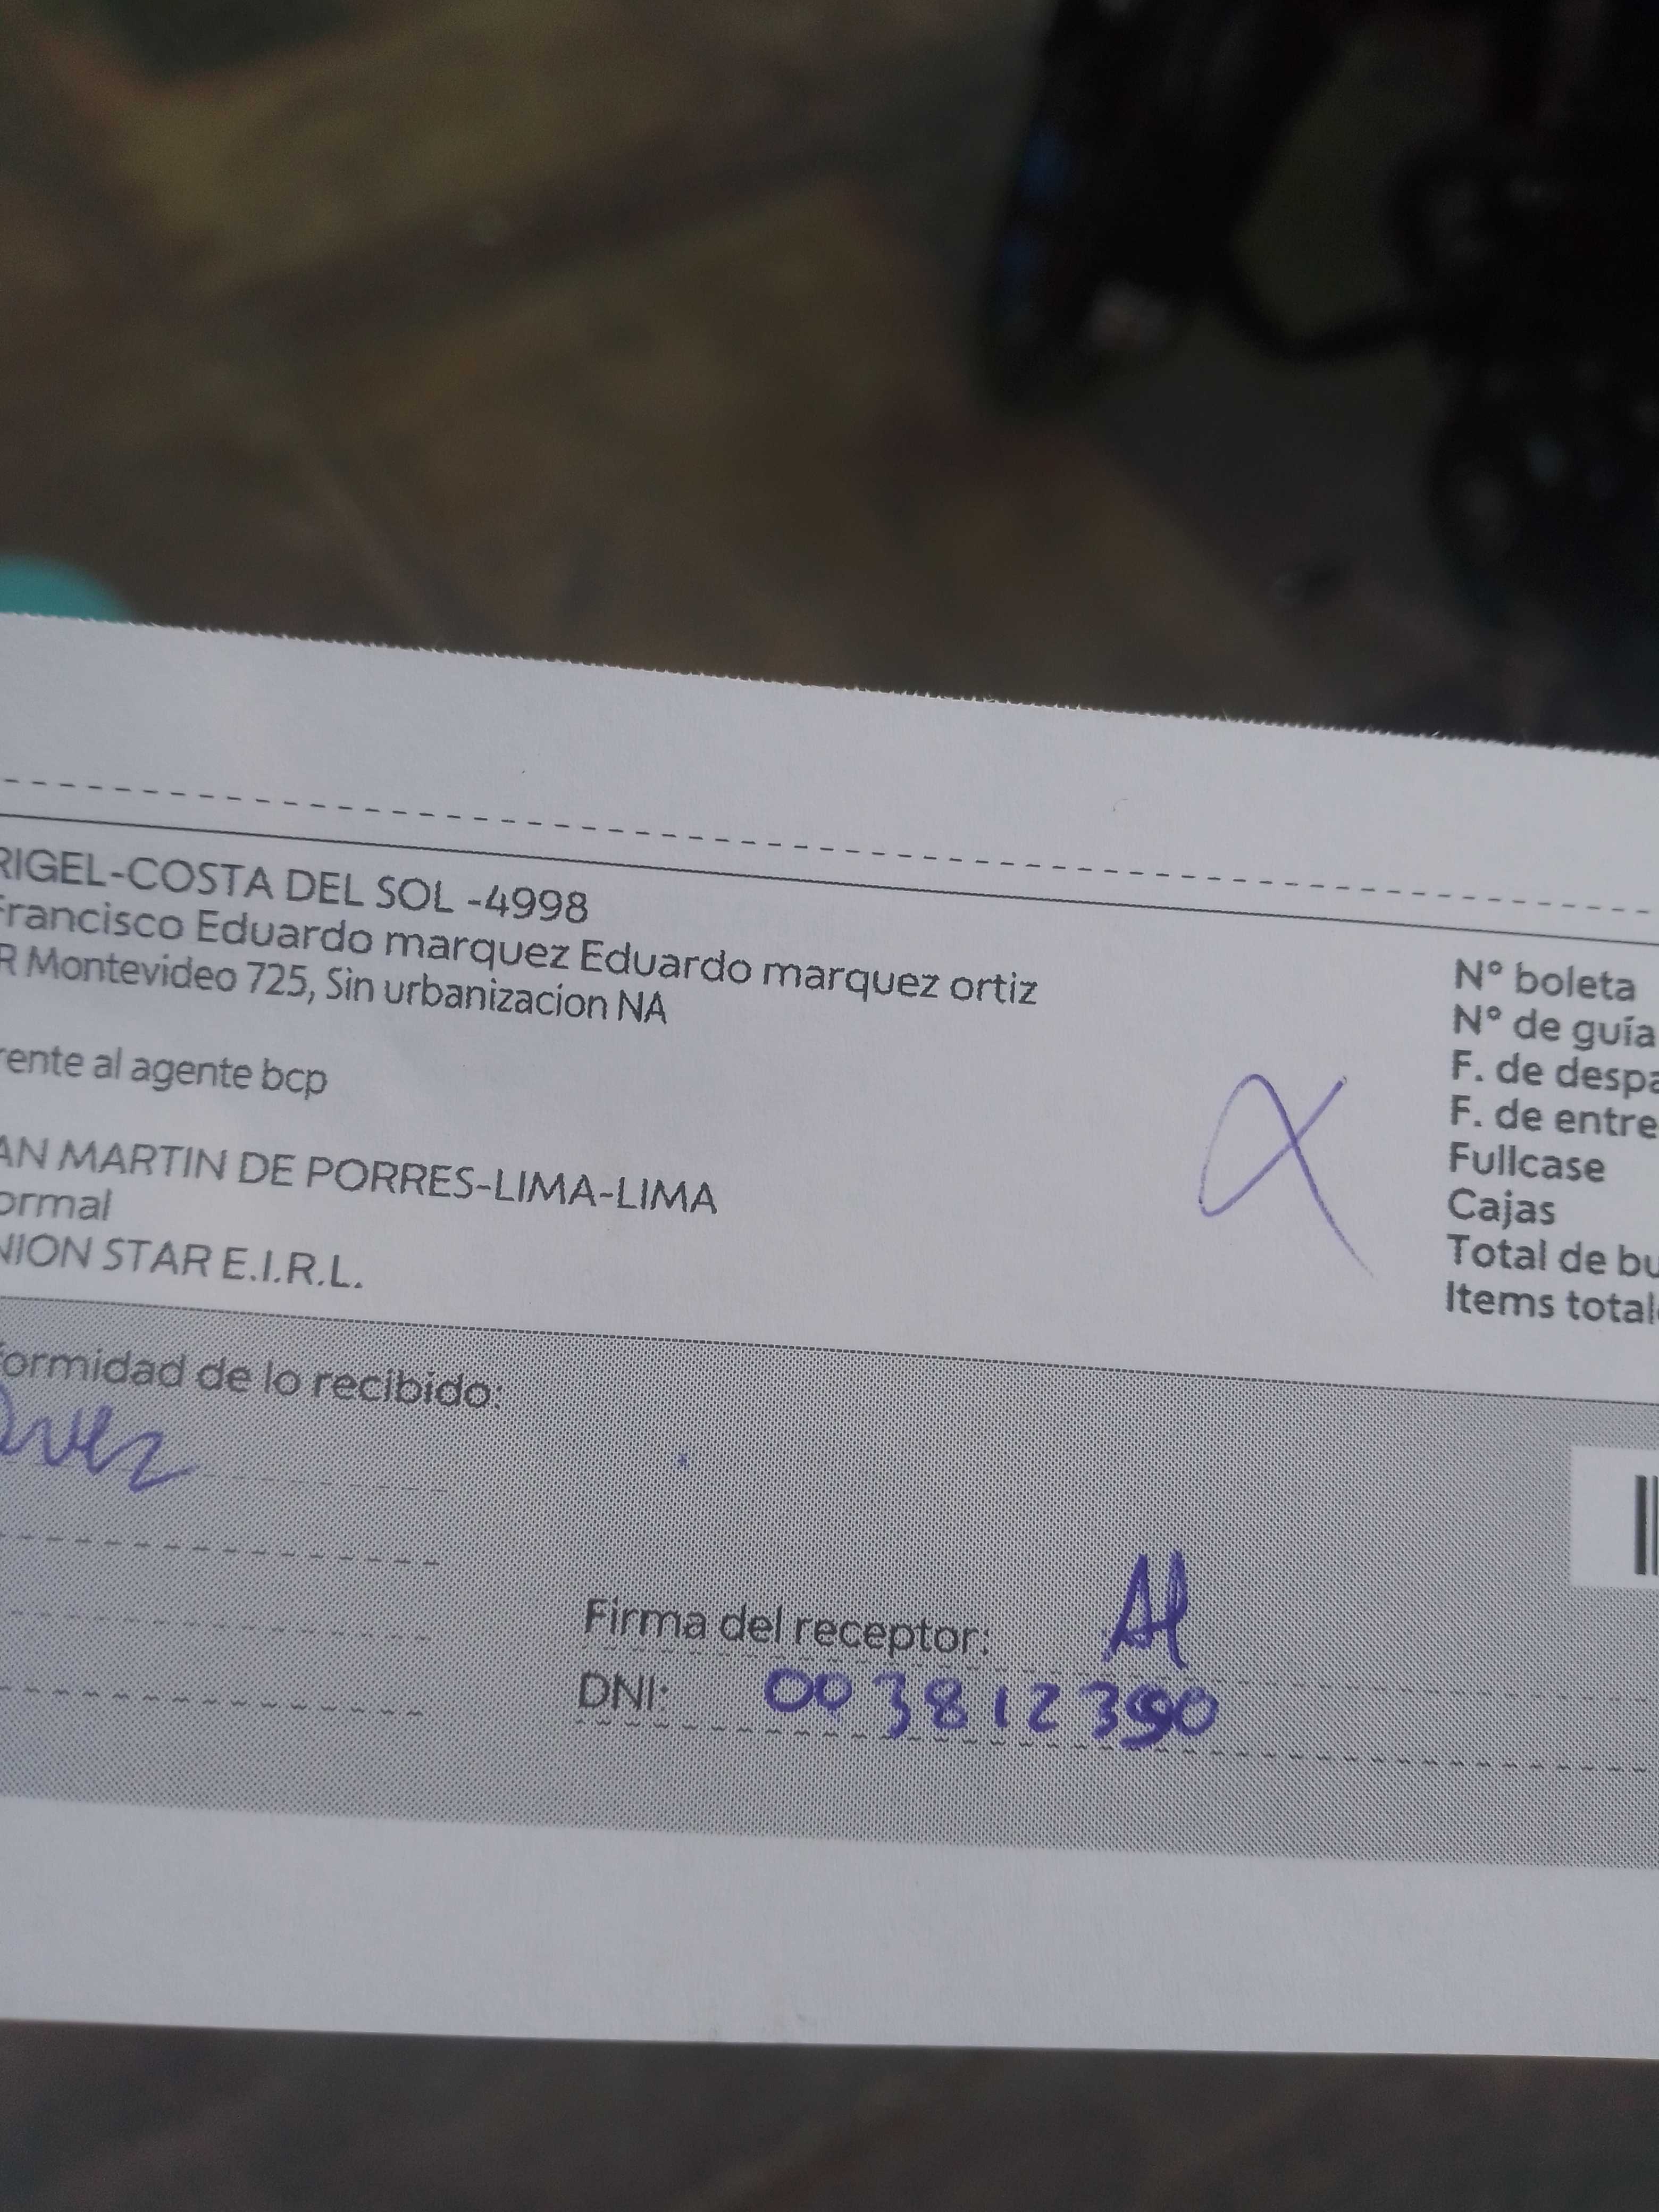 RIGEL-COSTA DEL SOL -4998
Francisco Eduardo marquez Eduardo marquez ortiz
R Montevideo 725, Sin urbanizacion NA
rente al agente bcp
AN MARTIN DE PORRES-LIMA-LIMA
ormal
NION STAR E.I.R.L.
N° boleta
N° de guía
F. de despa
F. de entre
Fullcase
Cajas
Total de bu
Items total
formidad de lo recibido:
Firma del receptor:
DNI: 003812390